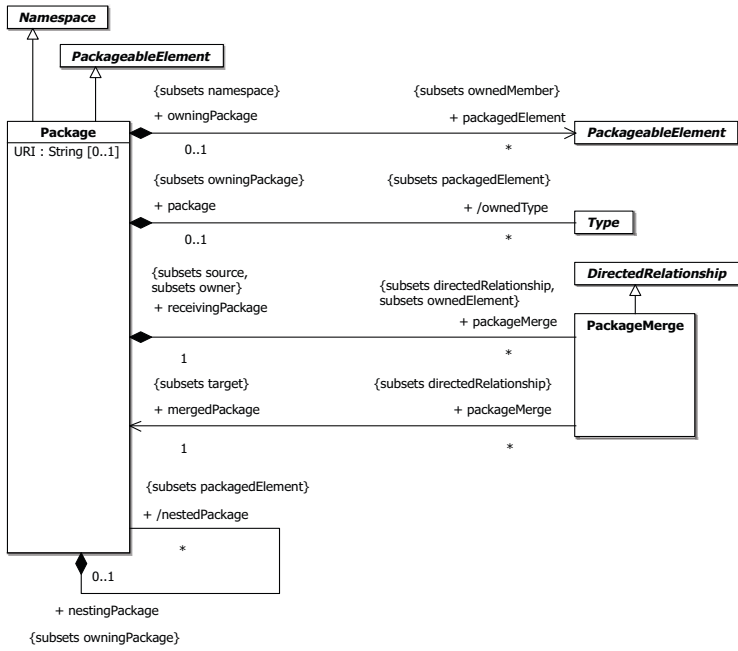 Namespace
PackageableElement
{subsets namespace}
{subsets ownedMember}
+ owningPackage
+ packagedElement
Package
PackageableElement
URI : String [0..1]
0..1
*
{subsets owningPackage}
{subsets packagedElement}
+ package
+ /ownedType
Type
0..1
*
{subsets source,
subsets owner}
DirectedRelationship
{subsets directedRelationship,
subsets ownedElement}
+ receivingPackage
+ packageMerge
PackageMerge
1
*
{subsets target}
{subsets directedRelationship}
+ mergedPackage
+ packageMerge
1
*
{subsets packagedElement}
+ /nestedPackage
*
0..1
+ nestingPackage
{subsets owningPackage}